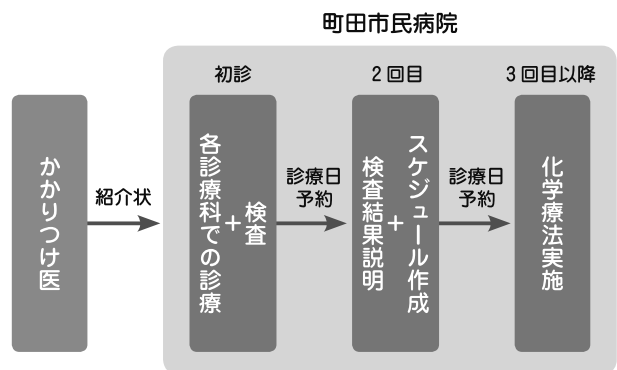 町田市民病院
初診
2回目
3回目以降
かかりつけ医
紹介状
各診療科での診療
+
検査
診療日
予約
検査結果説明
+
スケジュール作成
診療日
予約
化学療法実施